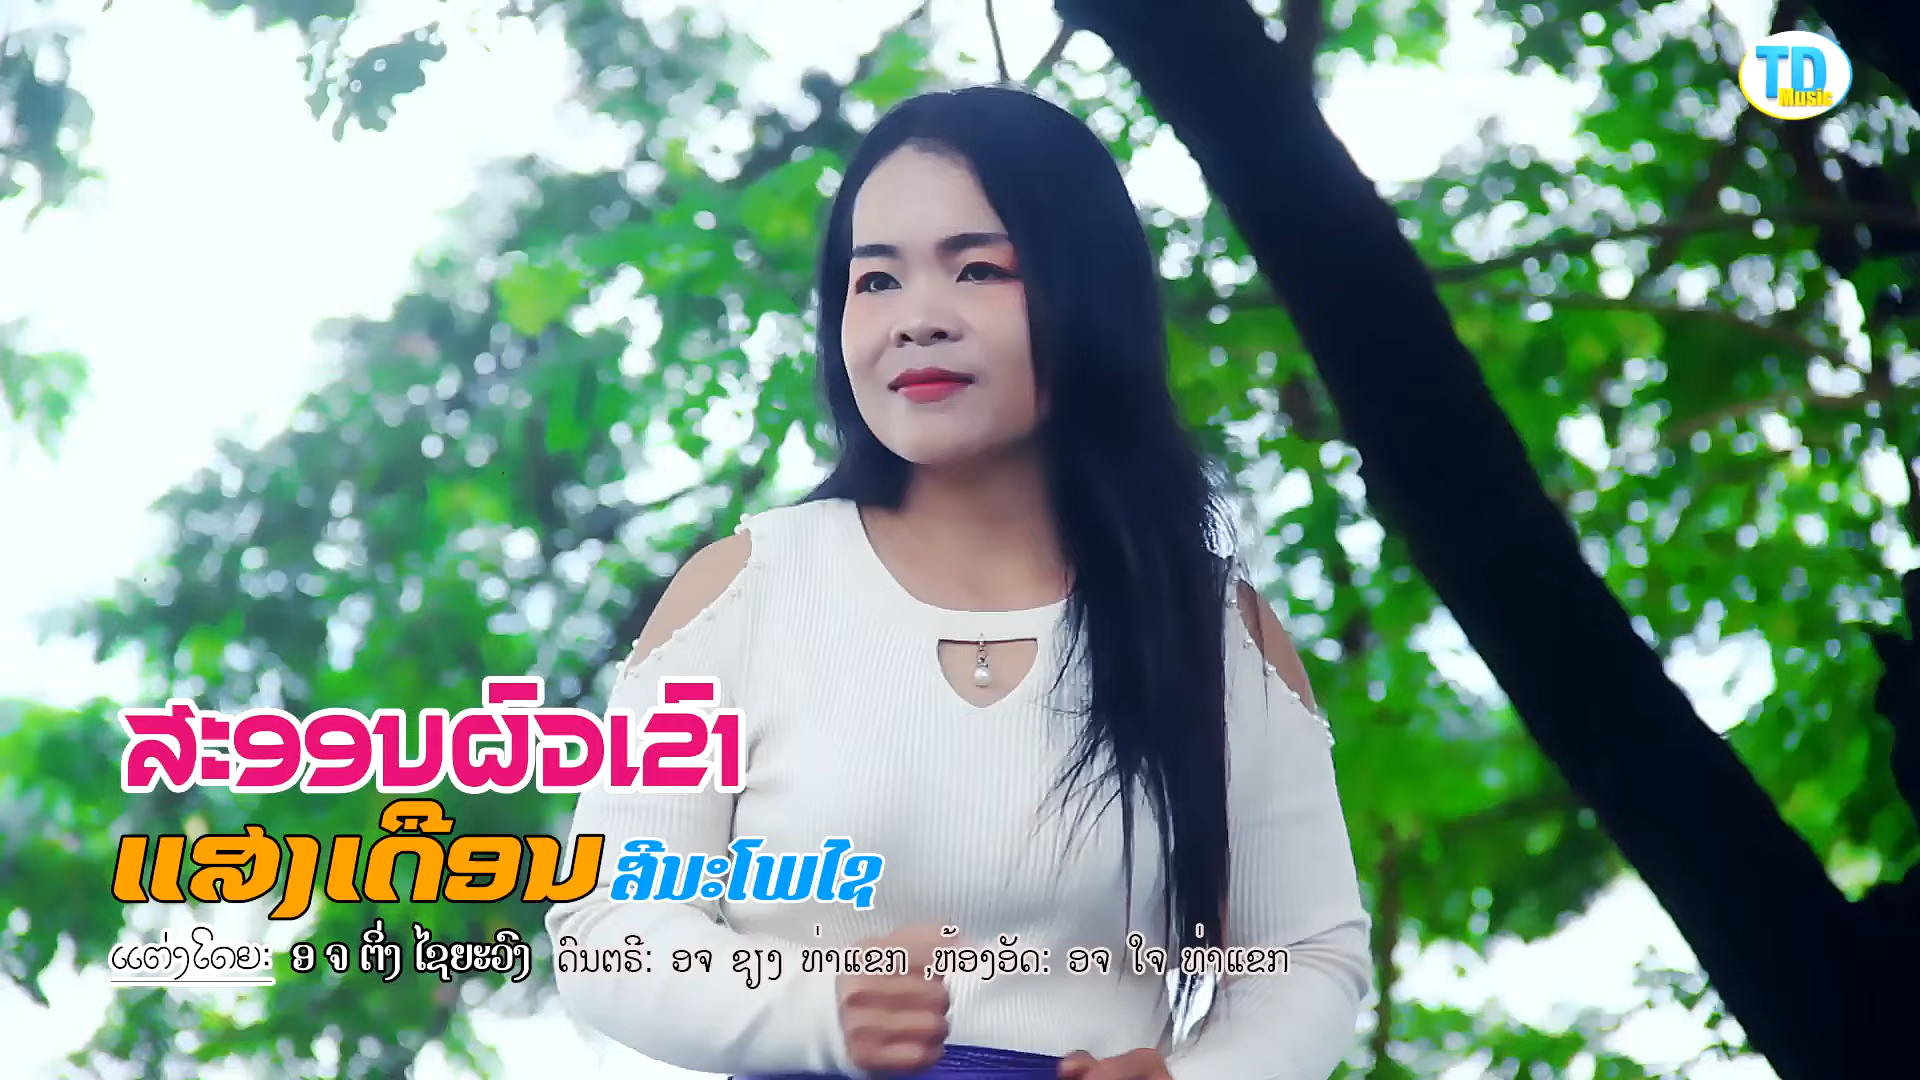 TD
Music
ສະອອນຜົວເຂົາ
ແສງເດືອນ ສີມະໂພໄຊ
ແຕ່ງໂດຍ: ອ ຈ ຕິ່ງ ໄຊຍະວົງ ດົນຕຣີ: ອຈ ຊຽງ ທ່າແຂກ ,ຫ້ອງອັດ: ອຈ ໃຈ ທ່າແຂກ